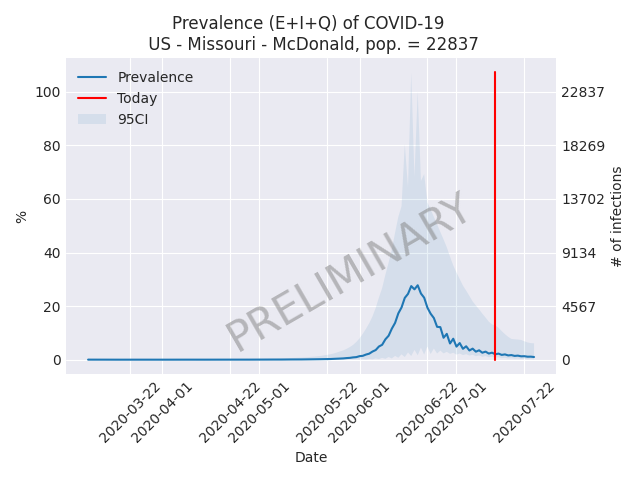 Prevalence (E+I+Q) of COVID-19
US - Missouri - McDonald, pop. = 22837
Prevalence
Today
95CI
100
80
60
40
20
0
%
22837
18269
13702
9134
4567
0
# of infections
PRELIMINARY
2020-03-22
2020-04-01
2020-04-22
2020-05-01
2020-05-22
2020-06-01
2020-06-22
2020-07-01
2020-07-22
Date